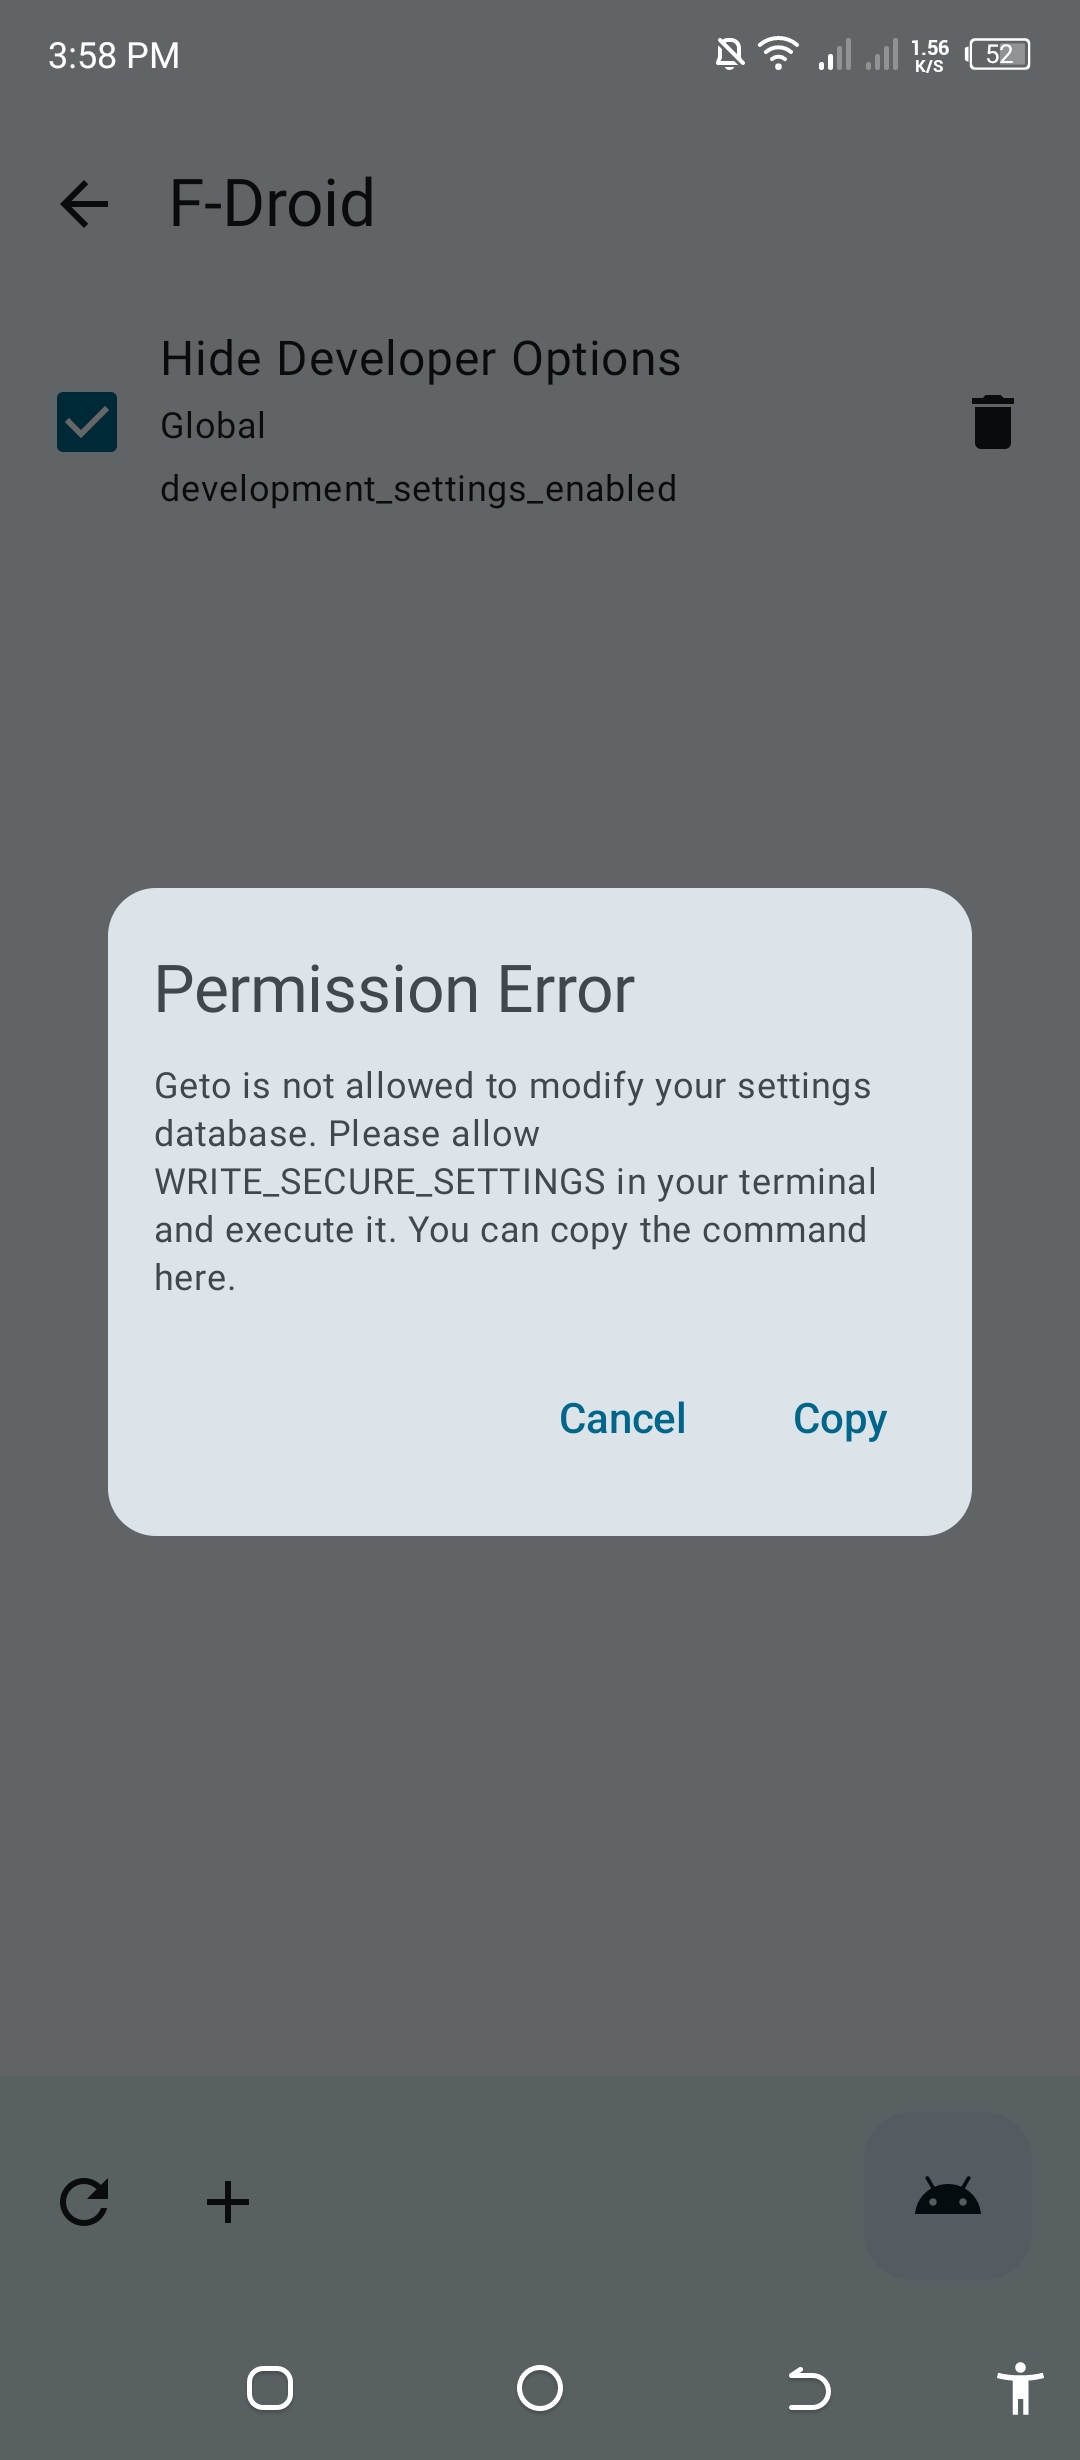 3:58 PM
1.56
K/S
52
F-Droid
Hide Developer Options
Global
development_settings_enabled
Permission Error
Geto is not allowed to modify your settings
database. Please allow
WRITE_SECURE_SETTINGS in your terminal
and execute it. You can copy the command
here.
Cancel
Copy